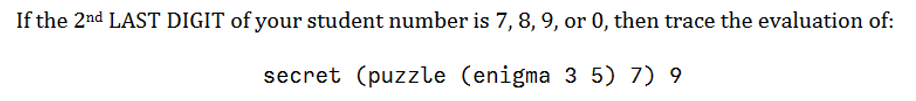 If the 2nd LAST DIGIT of your student number is 7, 8, 9, or 0, then trace the evaluation of:
secret (puzzle (enigma 3 5) 7) 9